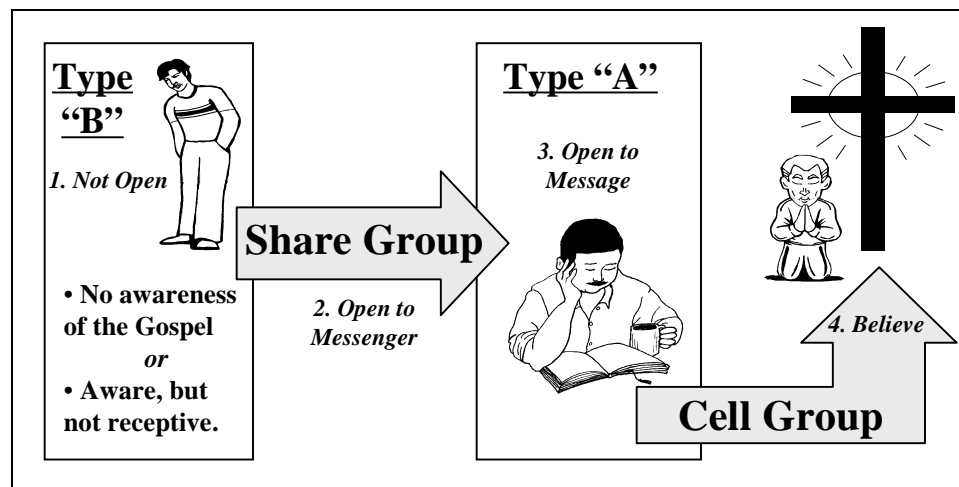 Type
“B”
1. Not Open
• No awareness
of the Gospel
or
• Aware, but
not receptive.
Share Group
2. Open to
Messenger
Type “A”
3. Open to
Message
Cell Group
4. Believe